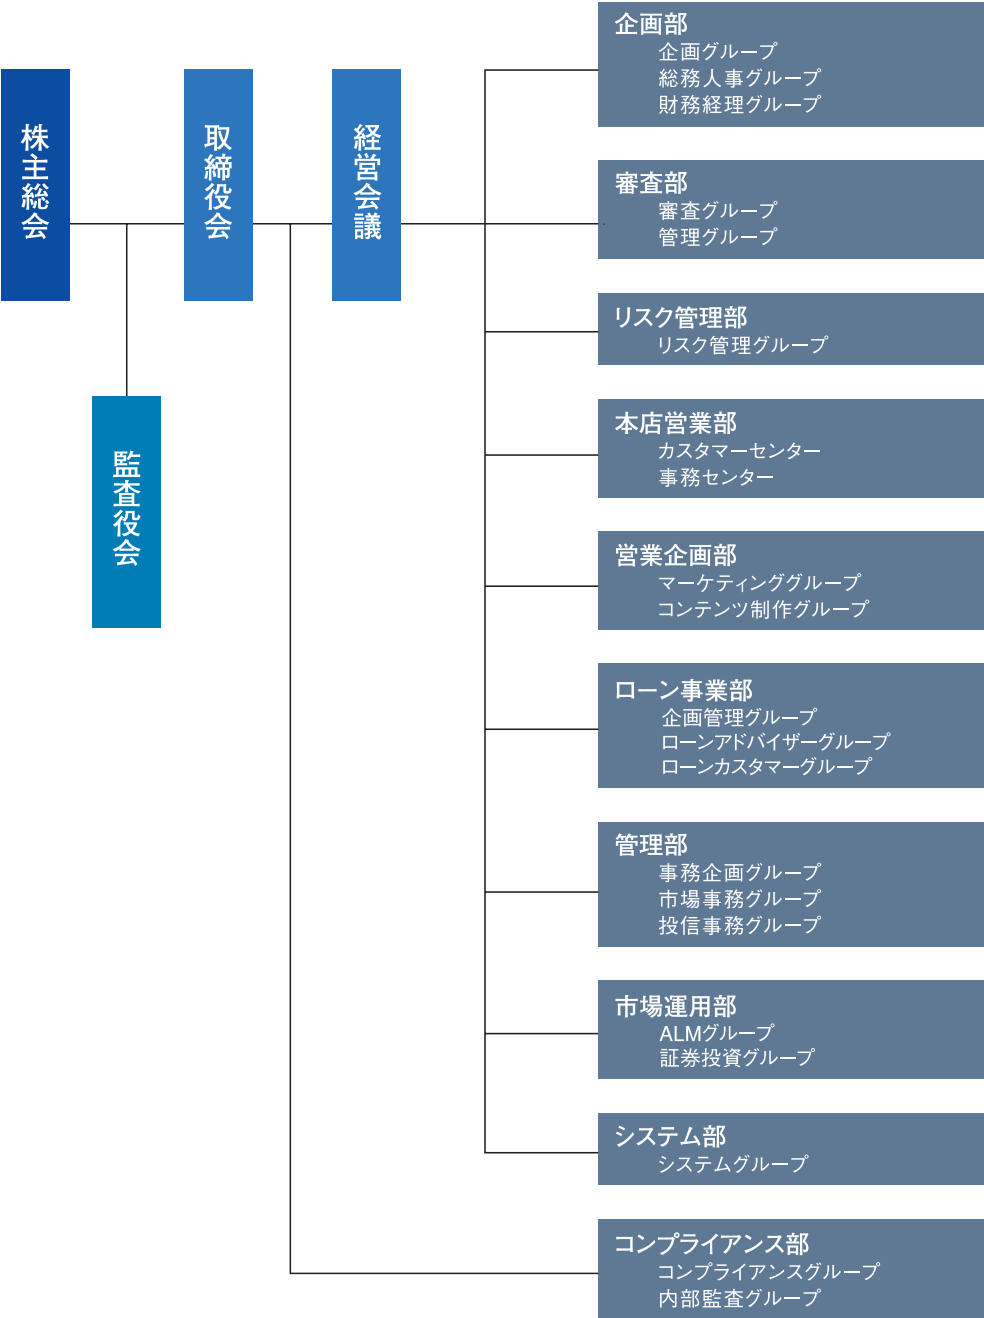 株主総会
取締役会
経営会議
監査役会
企画部
企画グループ
総務人事グループ
財務経理グループ
審査部
審査グループ
管理グループ
リスク管理部
リスク管理グループ
本店営業部
カスタマーセンター
事務センター
営業企画部
マーケティンググループ
コンテンツ制作グループ
ローン事業部
企画管理グループ
ローンアドバイザーグループ
ローンカスタマーグループ
管理部
事務企画グループ
市場事務グループ
投信事務グループ
市場運用部
ALMグループ
証券投資グループ
システム部
システムグループ
コンプライアンス部
コンプライアンスグループ
内部監査グループ